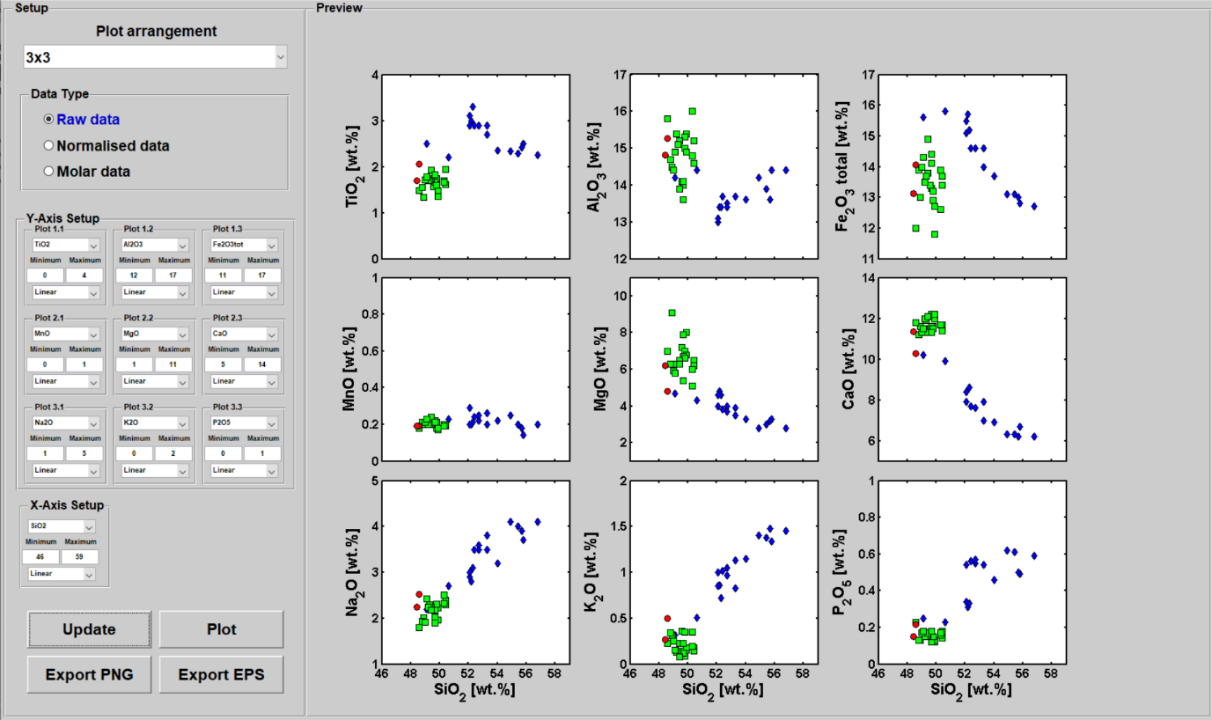 Setup
Plot arrangement
3x3
Data Type
Raw data
Normalised data
Molar data
Y-Axis Setup
Plot 1.1 Plot 1.2 Plot 1.3
TiO2 Al2O3 Fe2O3tot
Minimum Maximum Minimum Maximum Minimum Maximum
0 4 12 17 11 17
Linear Linear Linear
Plot 2.1 Plot 2.2 Plot 2.3
MnO MgO CaO
Minimum Maximum Minimum Maximum Minimum Maximum
0 1 1 11 5 14
Linear Linear Linear
Plot 3.1 Plot 3.2 Plot 3.3
Na2O K2O P2O5
Minimum Maximum Minimum Maximum Minimum Maximum
1 5 0 2 0 1
Linear Linear Linear
X-Axis Setup
SiO2
Minimum Maximum
46 59
Linear
Update Plot
Export PNG Export EPS
Preview
TiO2 [wt.%]
4
3
2
1
0
Al2O3 [wt.%]
17
16
15
14
13
12
Fe2O3 total [wt.%]
17
16
15
14
13
12
11
MnO [wt.%]
1
0.8
0.6
0.4
0.2
0
MgO [wt.%]
10
8
6
4
2
CaO [wt.%]
14
12
10
8
6
Na2O [wt.%]
5
4
3
2
1
46 48 50 52 54 56 58
SiO2 [wt.%]
K2O [wt.%]
2
1.5
1
0.5
0
46 48 50 52 54 56 58
SiO2 [wt.%]
P2O5 [wt.%]
1
0.8
0.6
0.4
0.2
0
46 48 50 52 54 56 58
SiO2 [wt.%]